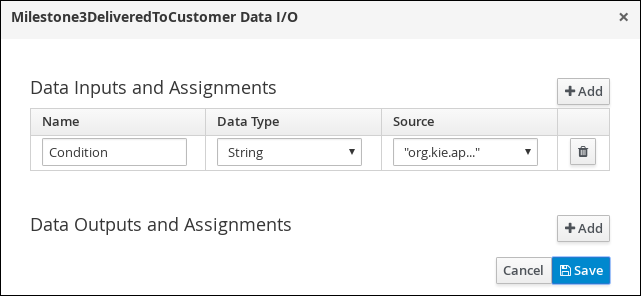 Milestone3DeliveredToCustomer Data I/O ×
Data Inputs and Assignments
+ Add
Name Data Type Source
Condition String "org.kie.ap..."
Data Outputs and Assignments
+ Add
Cancel Save